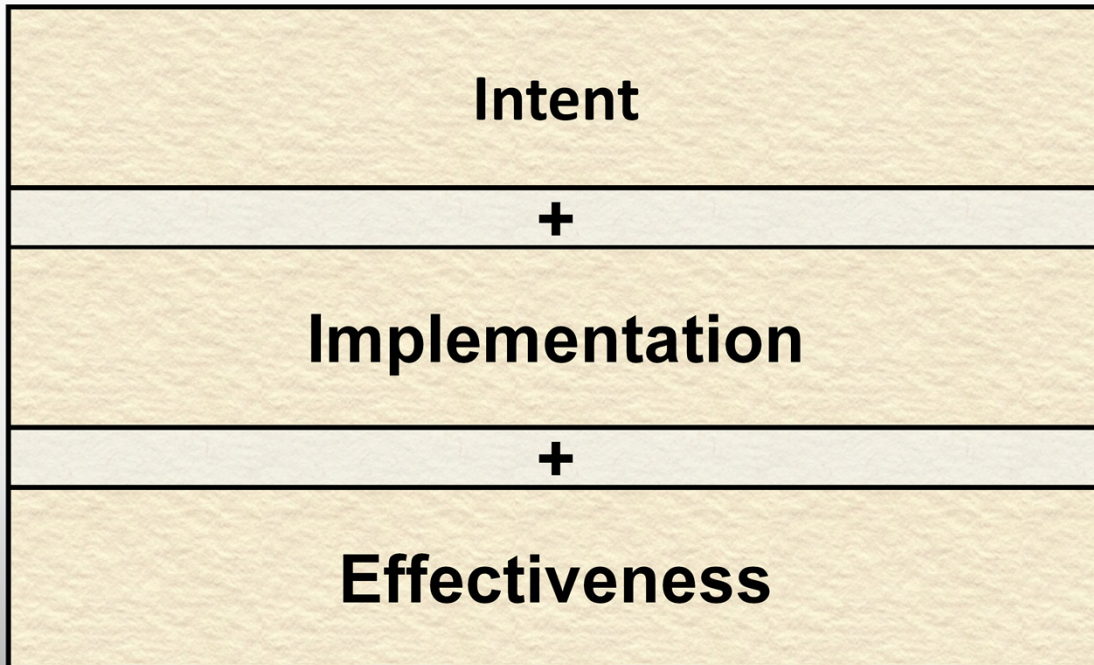 Intent
+
Implementation
+
Effectiveness